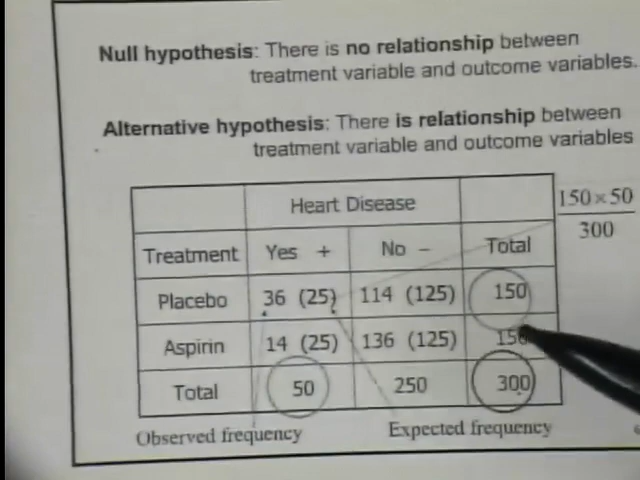 Null hypothesis: There is no relationship between
treatment variable and outcome variables.
Alternative hypothesis: There is relationship between
treatment variable and outcome variables
Heart Disease
150×50
300
Treatment Yes + No − Total
Placebo 36 (25) 114 (125) 150
Aspirin 14 (25) 136 (125)
Total 50 250 300
Observed frequency Expected frequency